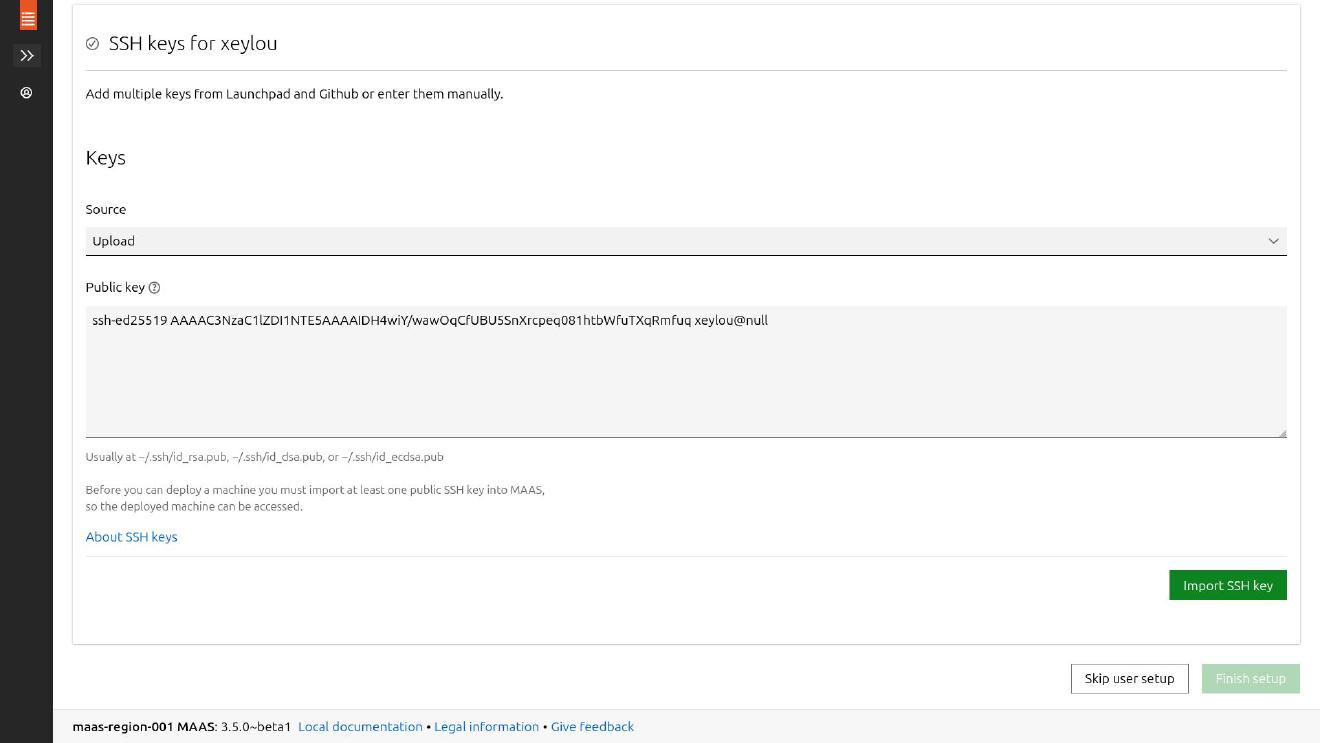 SSH keys for xeylou
Add multiple keys from Launchpad and Github or enter them manually.
Keys
Source
Upload
Public key
ssh-ed25519 AAAAC3NzaC1lZDI1NTE5AAAAIDH4wiY/wawOqCfUBU5SnXrcpeq081htbWfuTXqRmfuq xeylou@null
Usually at ~/.ssh/id_rsa.pub, ~/.ssh/id_dsa.pub, or ~/.ssh/id_ecdsa.pub
Before you can deploy a machine you must import at least one public SSH key into MAAS,
so the deployed machine can be accessed.
About SSH keys
Import SSH key
Skip user setup Finish setup
maas-region-001 MAAS: 3.5.0~beta1 Local documentation • Legal information • Give feedback